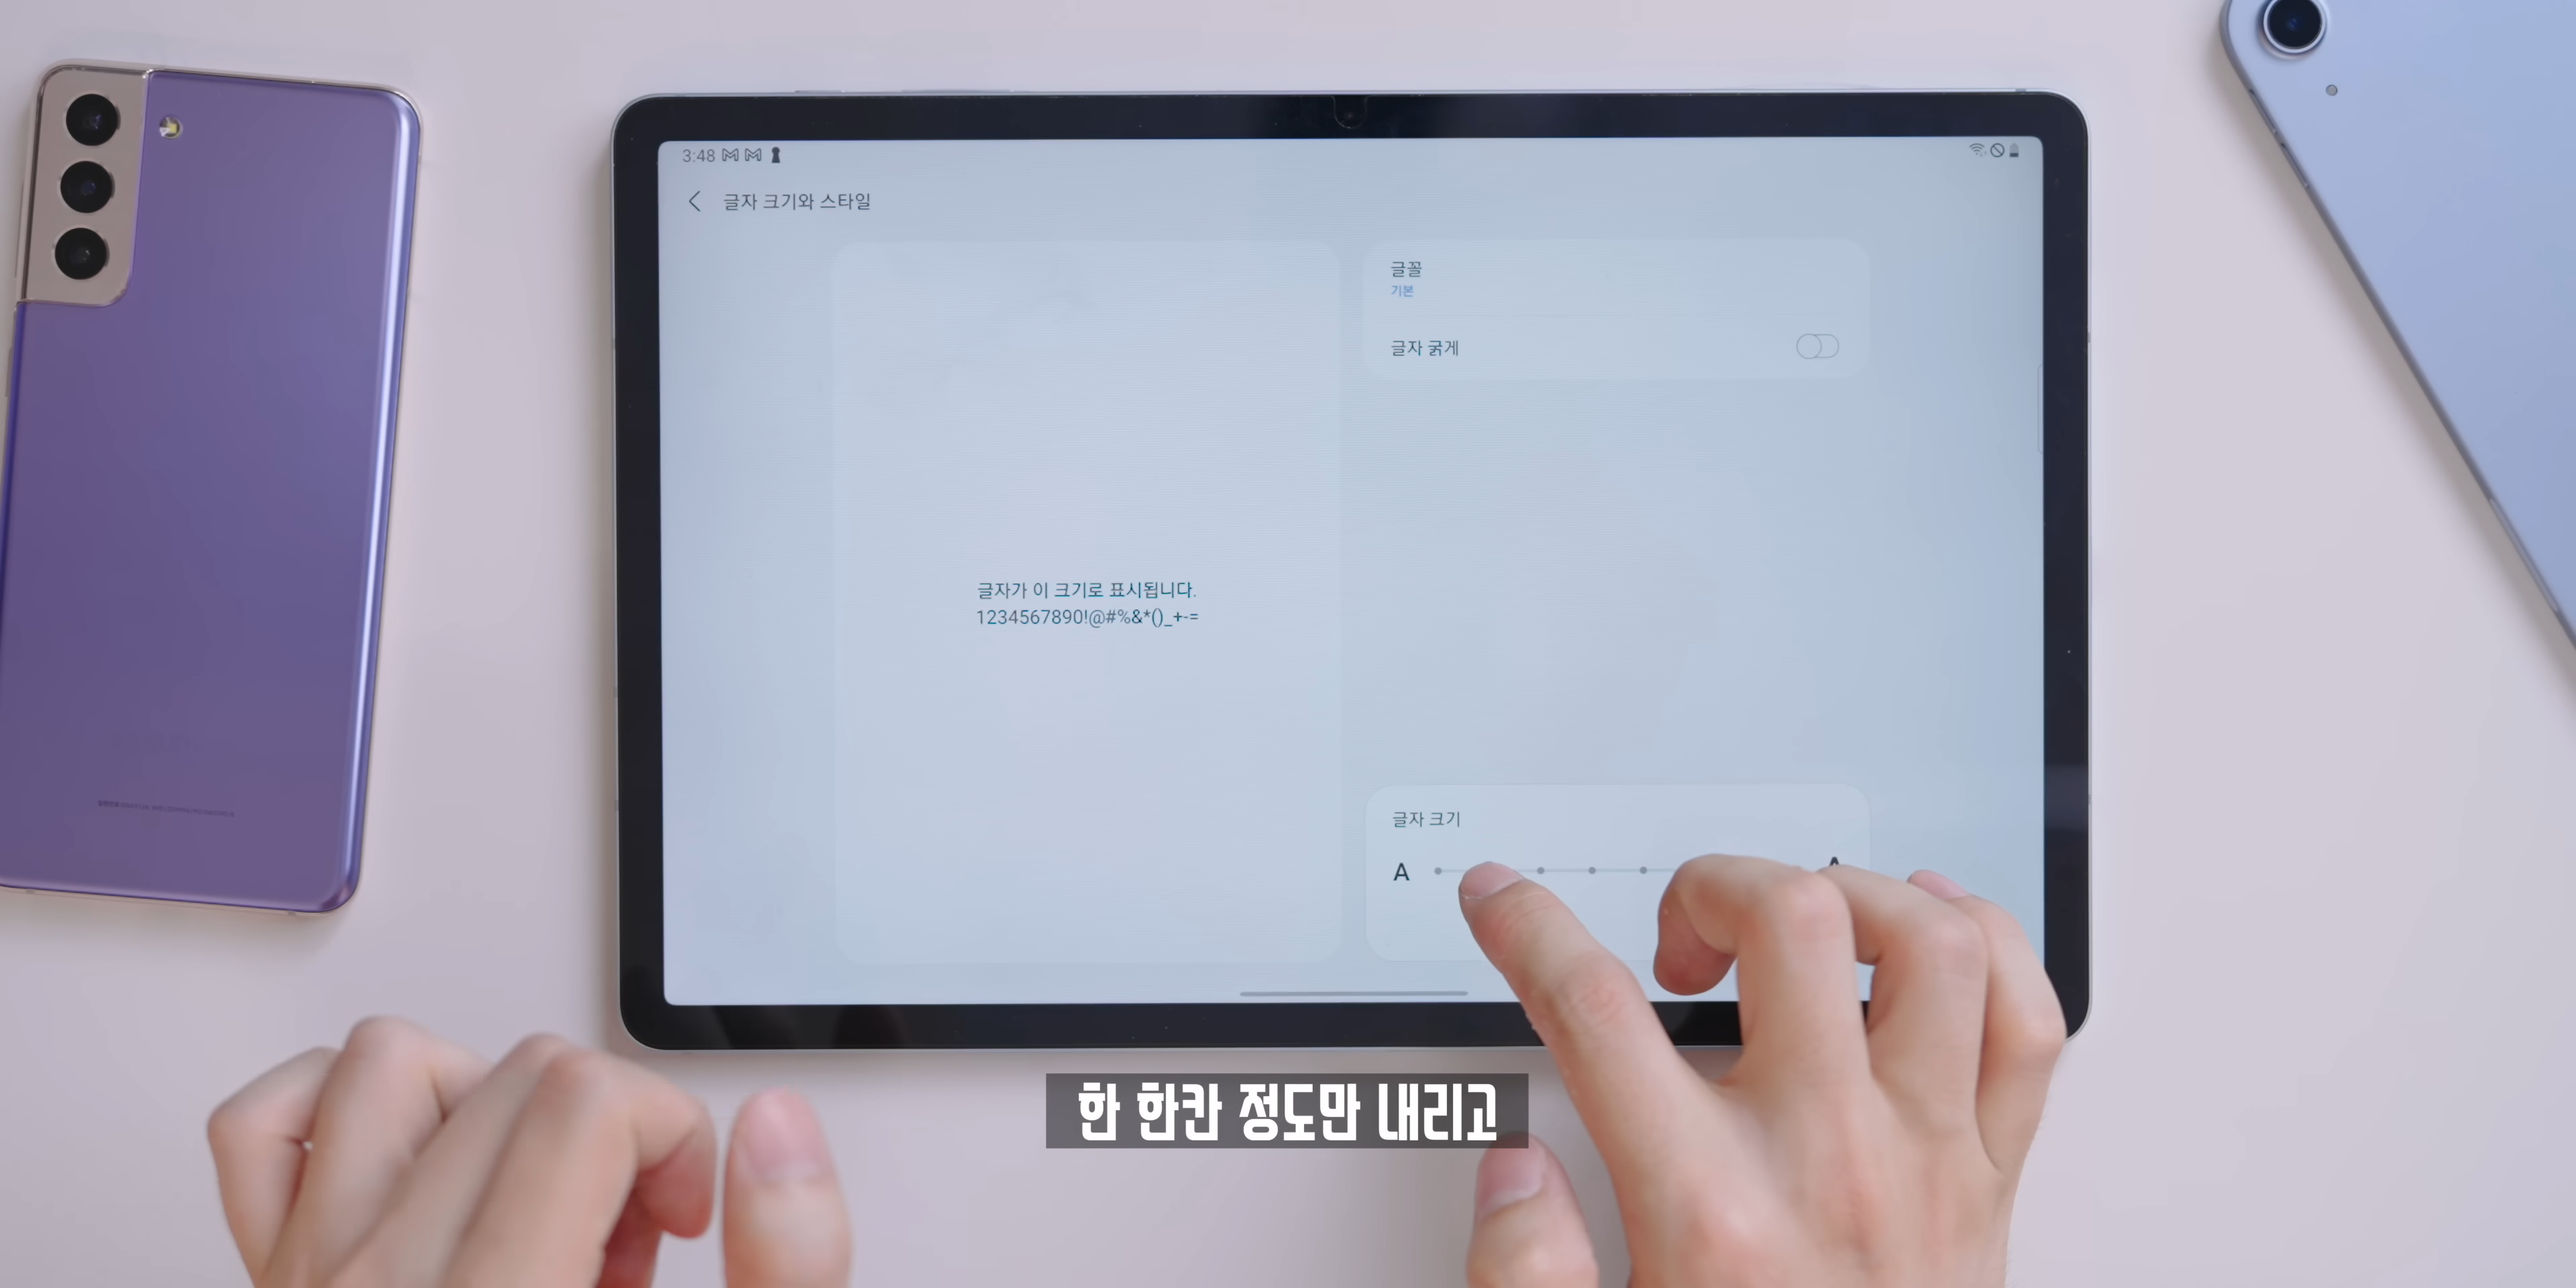 3:48
글자 크기와 스타일
글꼴
기본
글자 굵게
글자가 이 크기로 표시됩니다.
1234567890!@#%&*()_+-=
글자 크기
A A
한 한칸 정도만 내리고